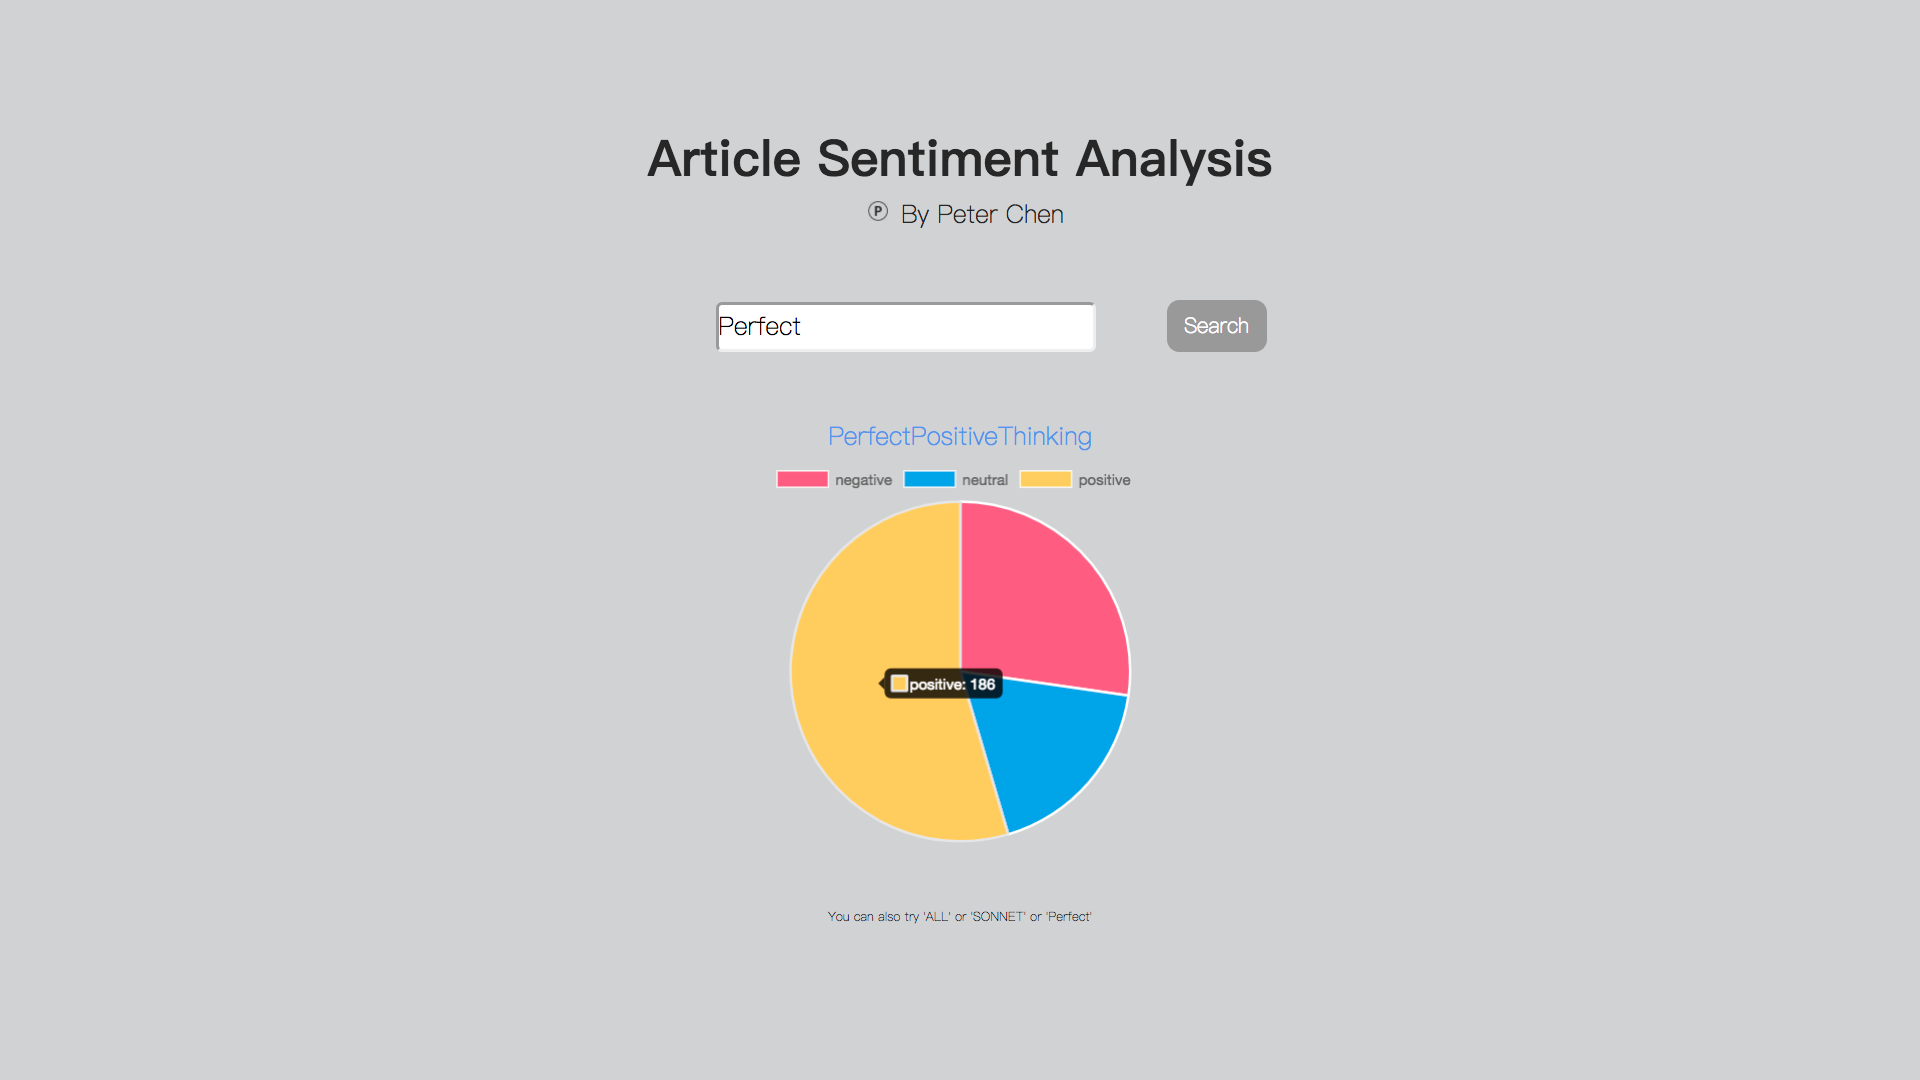 Article Sentiment Analysis
Ⓟ By Peter Chen
Perfect
Search
PerfectPositiveThinking
negative neutral positive
positive: 186
You can also try 'ALL' or 'SONNET' or 'Perfect'